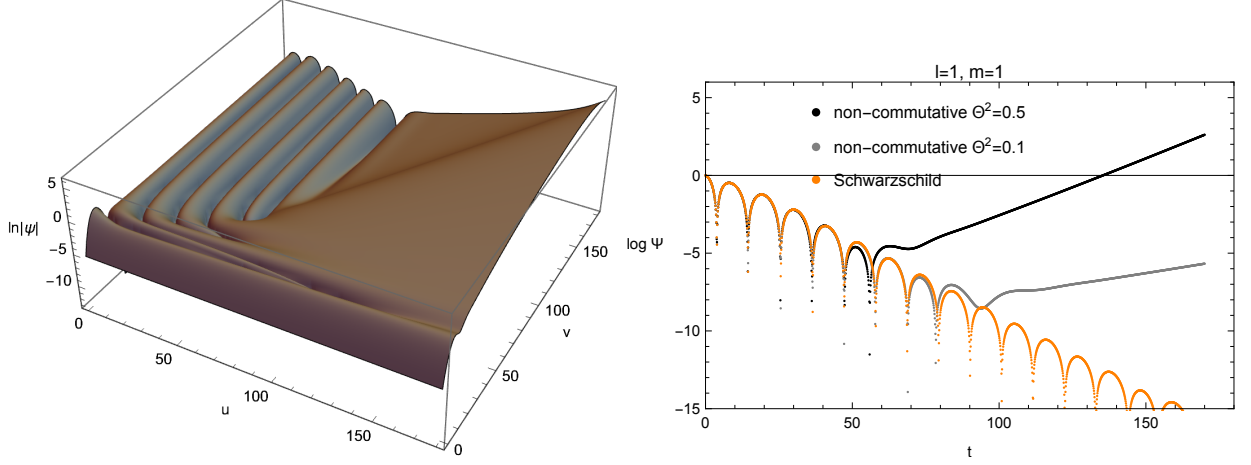 5
0
ln|ψ|
−5
−10
0
50
100
150
u
0
50
100
150
v
l=1, m=1
5
0
−5
−10
−15
log Ψ
non−commutative Θ²=0.5
non−commutative Θ²=0.1
Schwarzschild
0
50
100
150
t